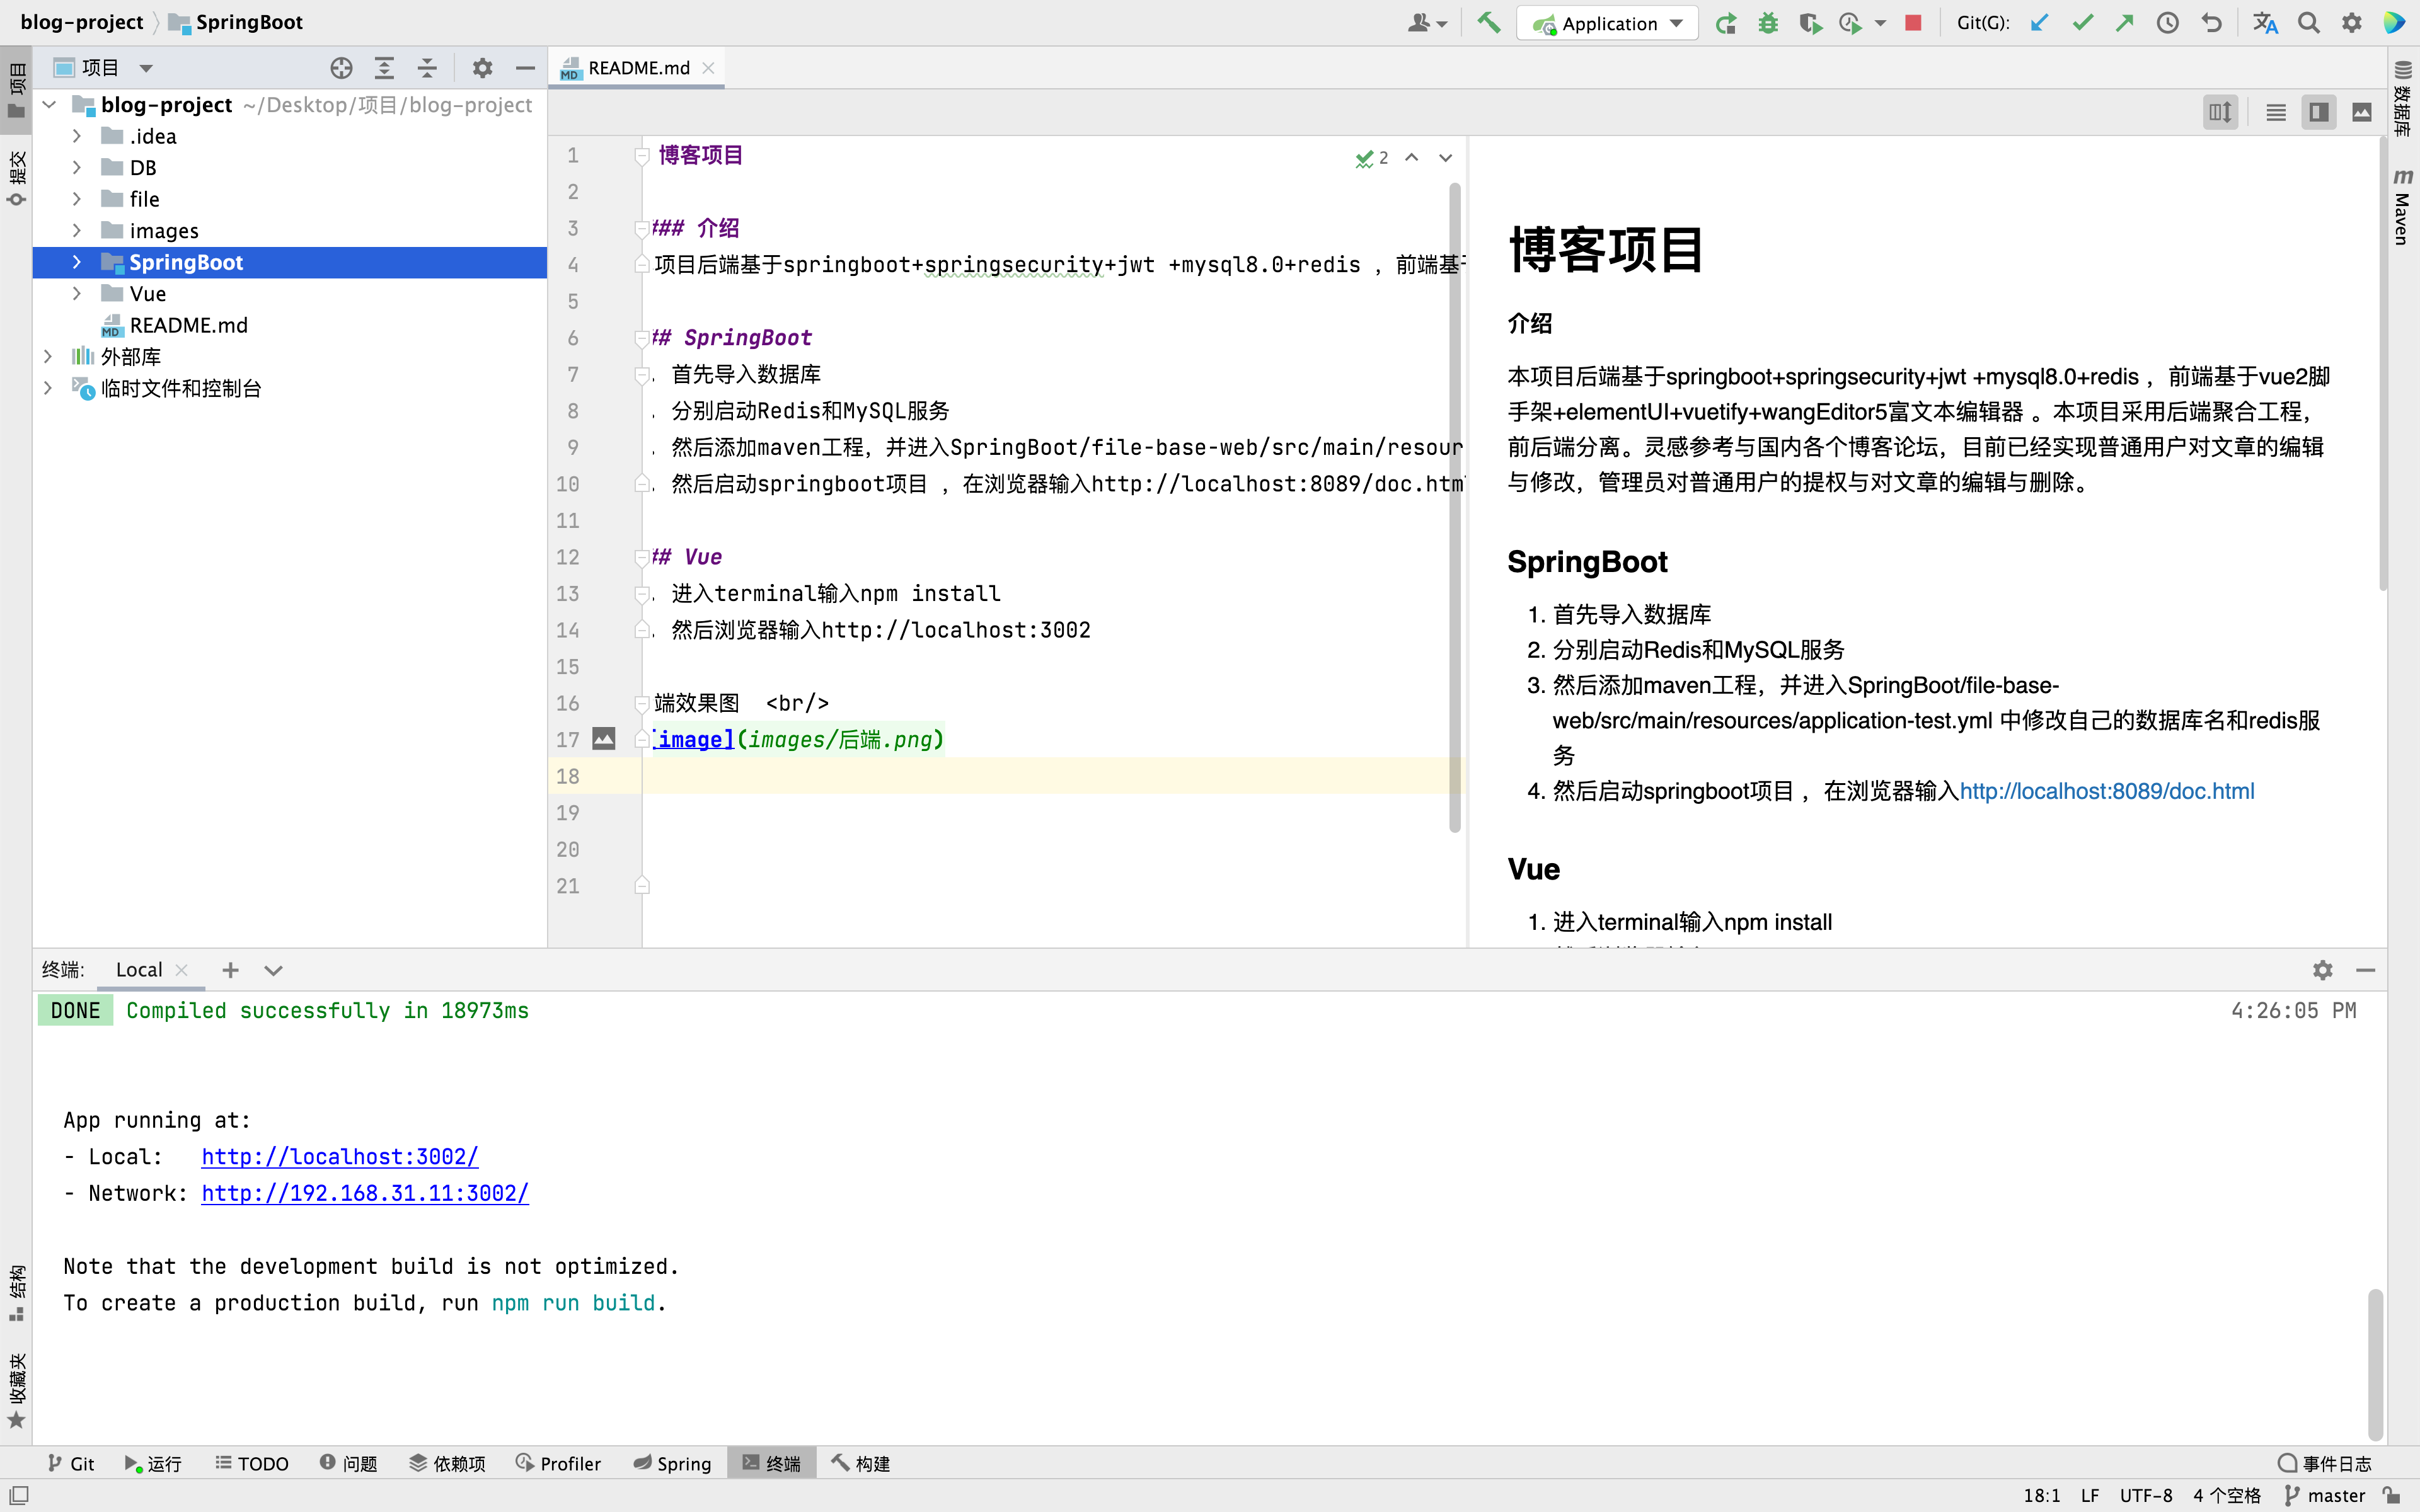 blog-project
SpringBoot
Application
Git(G):
项目
README.md
项目
提交
结构
收藏夹
数据库
m Maven
blog-project ~/Desktop/项目/blog-project
.idea
DB
file
images
SpringBoot
Vue
README.md
外部库
临时文件和控制台
2
1 博客项目
2
3 ### 介绍
4 项目后端基于springboot+springsecurity+jwt +mysql8.0+redis ，前端基于
5
6 ## SpringBoot
7 . 首先导入数据库
8 . 分别启动Redis和MySQL服务
9 . 然后添加maven工程，并进入SpringBoot/file-base-web/src/main/resour
10 . 然后启动springboot项目 ，在浏览器输入http://localhost:8089/doc.html
11
12 ## Vue
13 . 进入terminal输入npm install
14 . 然后浏览器输入http://localhost:3002
15
16 端效果图  <br/>
17 [image](images/后端.png)
18
19
20
21
博客项目
介绍
本项目后端基于springboot+springsecurity+jwt +mysql8.0+redis ，前端基于vue2脚
手架+elementUI+vuetify+wangEditor5富文本编辑器 。本项目采用后端聚合工程，
前后端分离。灵感参考与国内各个博客论坛，目前已经实现普通用户对文章的编辑
与修改，管理员对普通用户的提权与对文章的编辑与删除。
SpringBoot
1. 首先导入数据库
2. 分别启动Redis和MySQL服务
3. 然后添加maven工程，并进入SpringBoot/file-base-
web/src/main/resources/application-test.yml 中修改自己的数据库名和redis服
务
4. 然后启动springboot项目 ，在浏览器输入http://localhost:8089/doc.html
Vue
1. 进入terminal输入npm install
终端: Local
DONE Compiled successfully in 18973ms 4:26:05 PM
App running at:
- Local:   http://localhost:3002/
- Network: http://192.168.31.11:3002/
Note that the development build is not optimized.
To create a production build, run npm run build.
Git 运行 TODO 问题 依赖项 Profiler Spring 终端 构建 事件日志
18:1 LF UTF-8 4 个空格 master